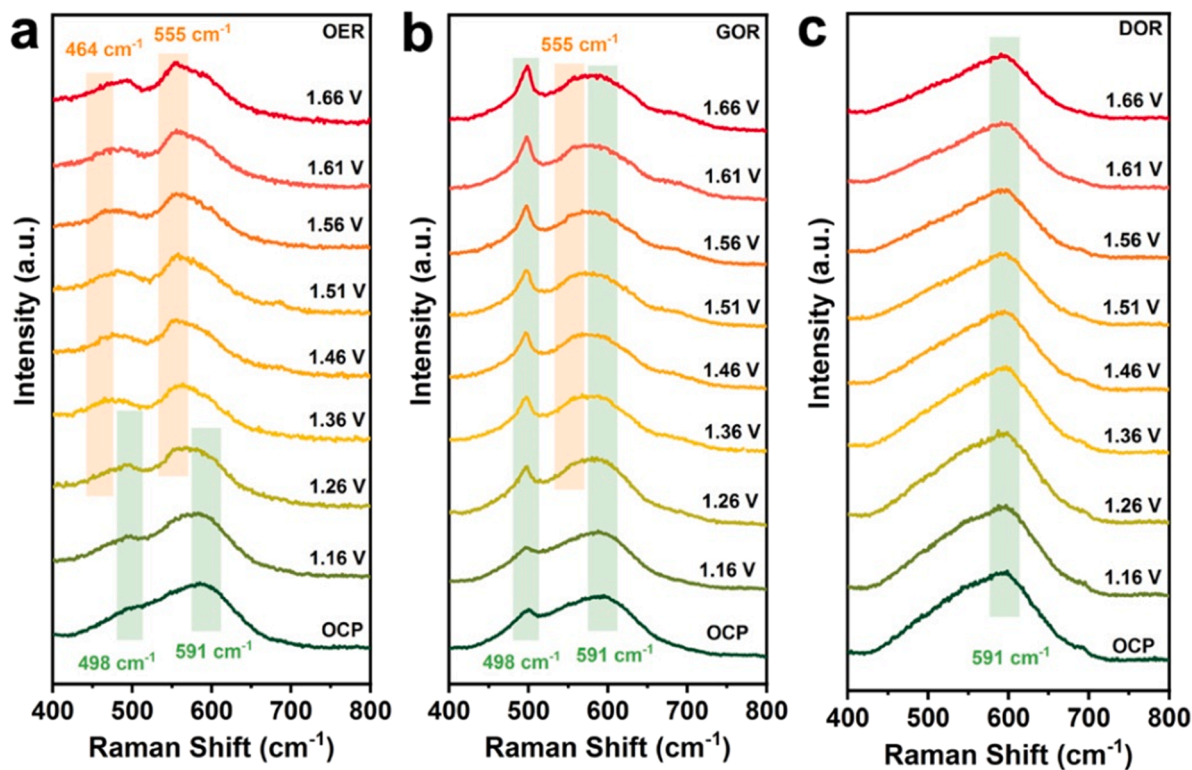 a
OER
464 cm-1
555 cm-1
1.66 V
1.61 V
1.56 V
1.51 V
1.46 V
1.36 V
1.26 V
1.16 V
OCP
498 cm-1
591 cm-1
Intensity (a.u.)
400 500 600 700 800
Raman Shift (cm-1)
b
GOR
555 cm-1
1.66 V
1.61 V
1.56 V
1.51 V
1.46 V
1.36 V
1.26 V
1.16 V
OCP
498 cm-1
591 cm-1
Intensity (a.u.)
400 500 600 700 800
Raman Shift (cm-1)
c
DOR
1.66 V
1.61 V
1.56 V
1.51 V
1.46 V
1.36 V
1.26 V
1.16 V
OCP
591 cm-1
Intensity (a.u.)
400 500 600 700 800
Raman Shift (cm-1)